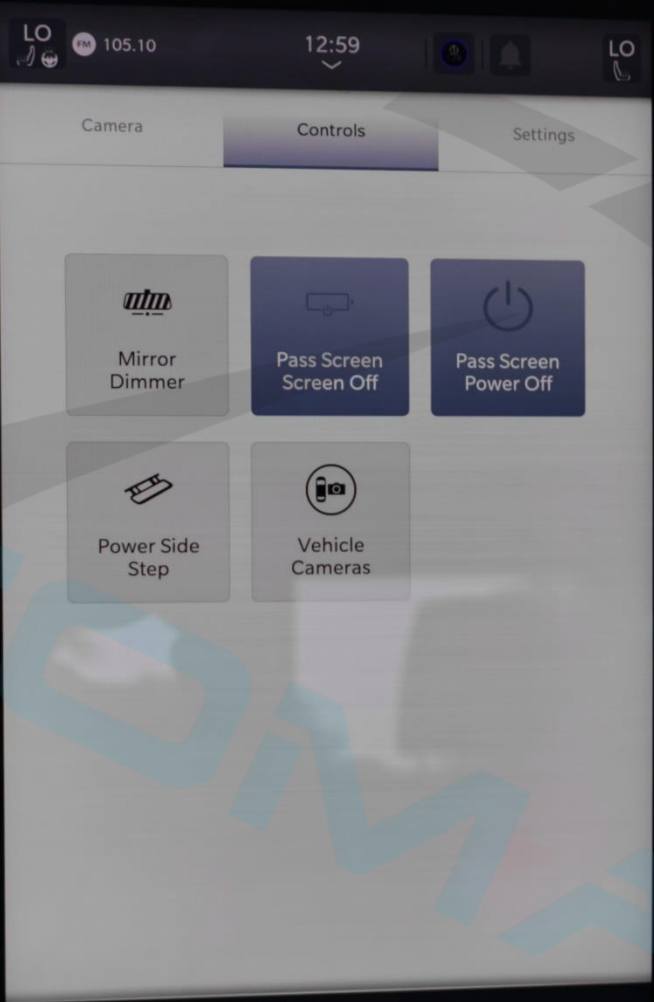 LO
FM 105.10
12:59
LO
Camera
Controls
Settings
Mirror
Dimmer
Pass Screen
Screen Off
Pass Screen
Power Off
Power Side
Step
Vehicle
Cameras